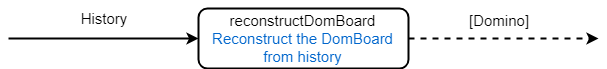 History
reconstructDomBoard
Reconstruct the DomBoard
from history
[Domino]